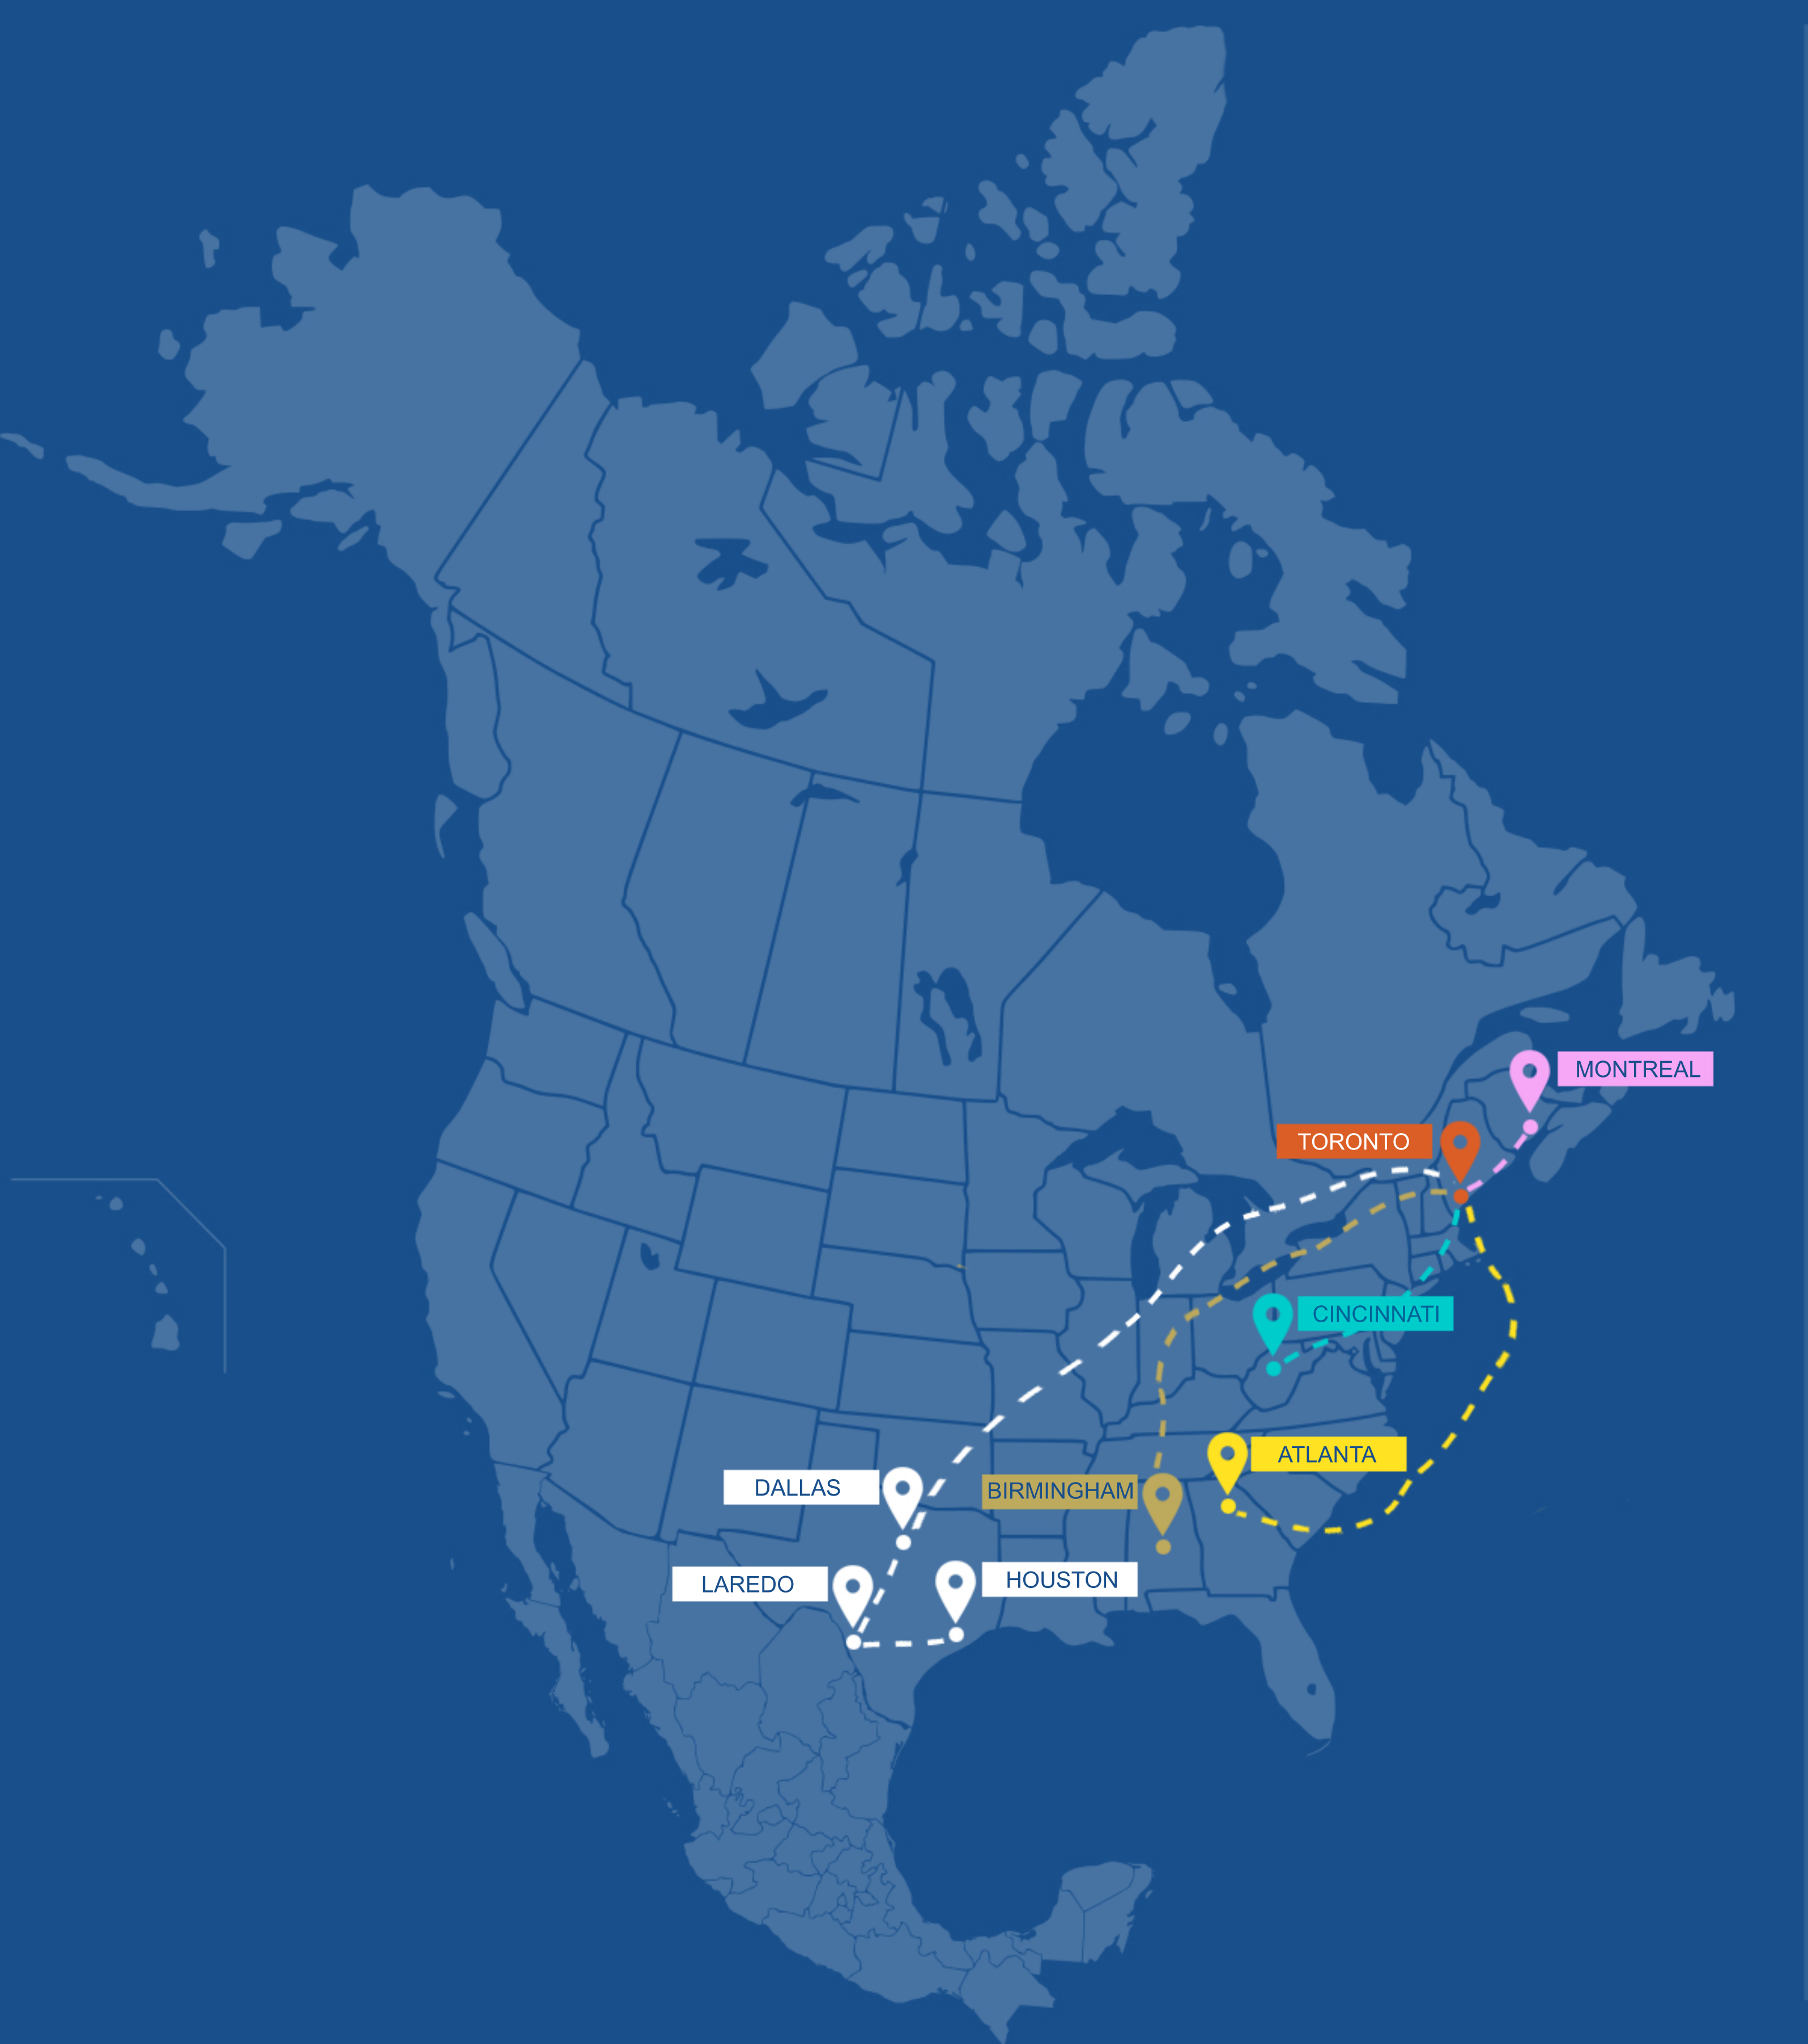 MONTREAL
TORONTO
CINCINNATI
ATLANTA
DALLAS
BIRMINGHAM
LAREDO
HOUSTON